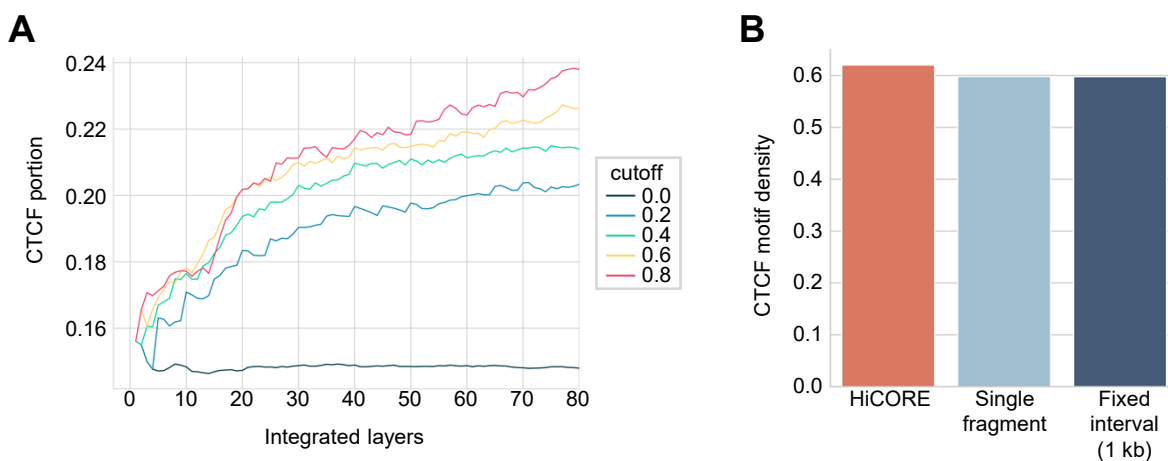 A
CTCF portion
0.24
0.22
0.20
0.18
0.16
0 10 20 30 40 50 60 70 80
Integrated layers
cutoff
0.0
0.2
0.4
0.6
0.8
B
CTCF motif density
0.6
0.5
0.4
0.3
0.2
0.1
0.0
HiCORE
Single
fragment
Fixed
interval
(1 kb)